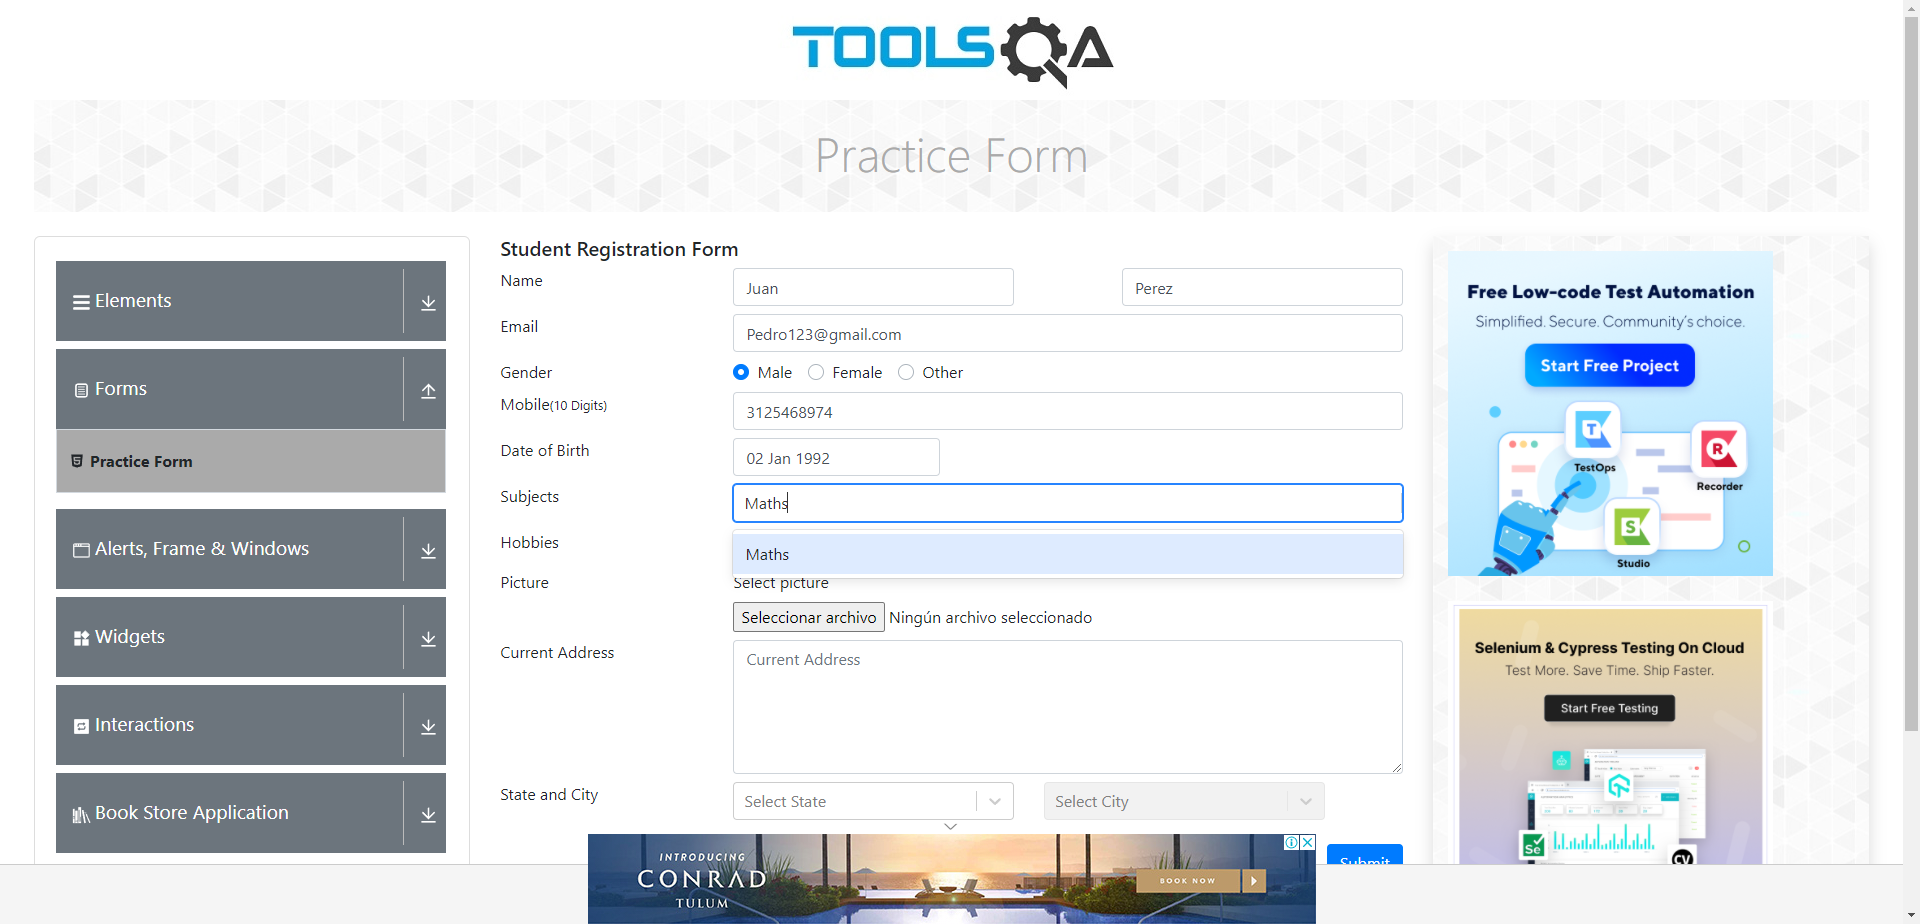 TOOLSQA
Practice Form
Elements
Forms
Practice Form
Alerts, Frame & Windows
Widgets
Interactions
Book Store Application
Student Registration Form
Name
Juan
Perez
Email
Pedro123@gmail.com
Gender
Male
Female
Other
Mobile(10 Digits)
3125468974
Date of Birth
02 Jan 1992
Subjects
Maths
Hobbies
Maths
Picture
Select picture
Seleccionar archivo
Ningún archivo seleccionado
Current Address
Current Address
State and City
Select State
Select City
Submit
Free Low-code Test Automation
Simplified. Secure. Community's choice.
Start Free Project
T
TestOps
R
Recorder
S
Studio
Selenium & Cypress Testing On Cloud
Test More. Save Time. Ship Faster.
Start Free Testing
Se
CY
INTRODUCING
CONRAD
TULUM
BOOK NOW